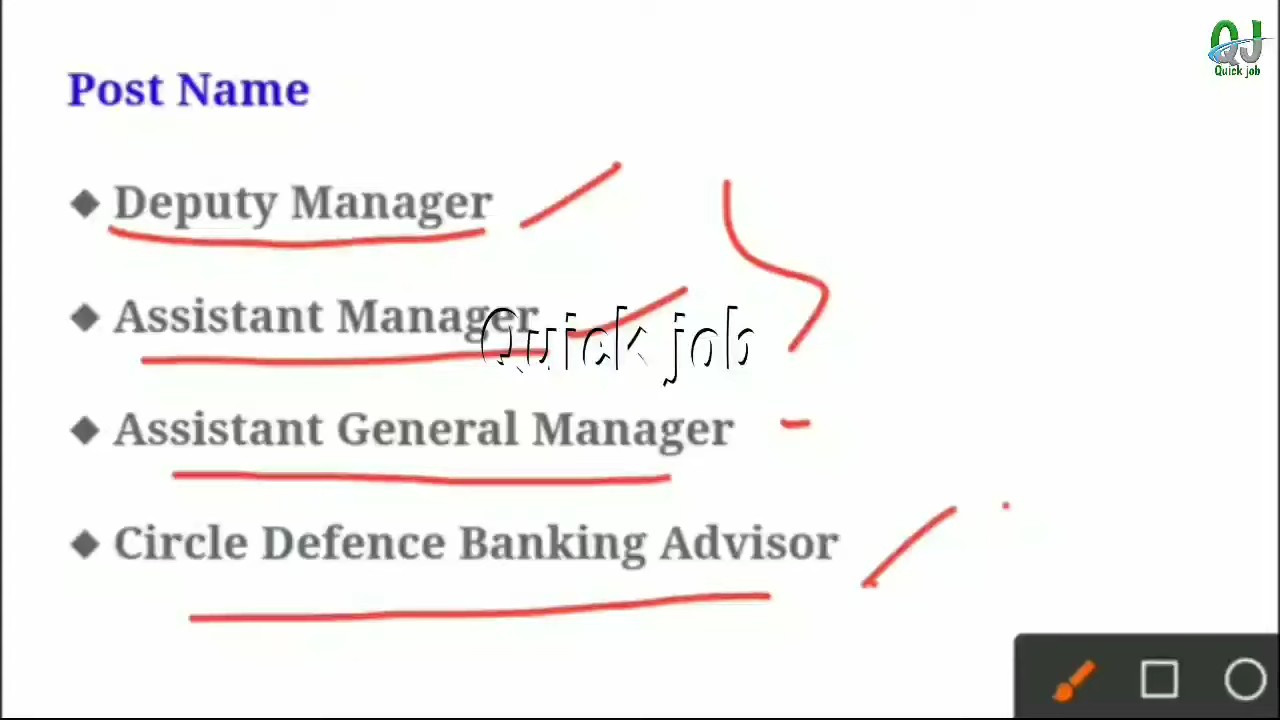 QJ
Quick job
Post Name
◆ Deputy Manager
◆ Assistant Manager
Quick job
◆ Assistant General Manager
◆ Circle Defence Banking Advisor